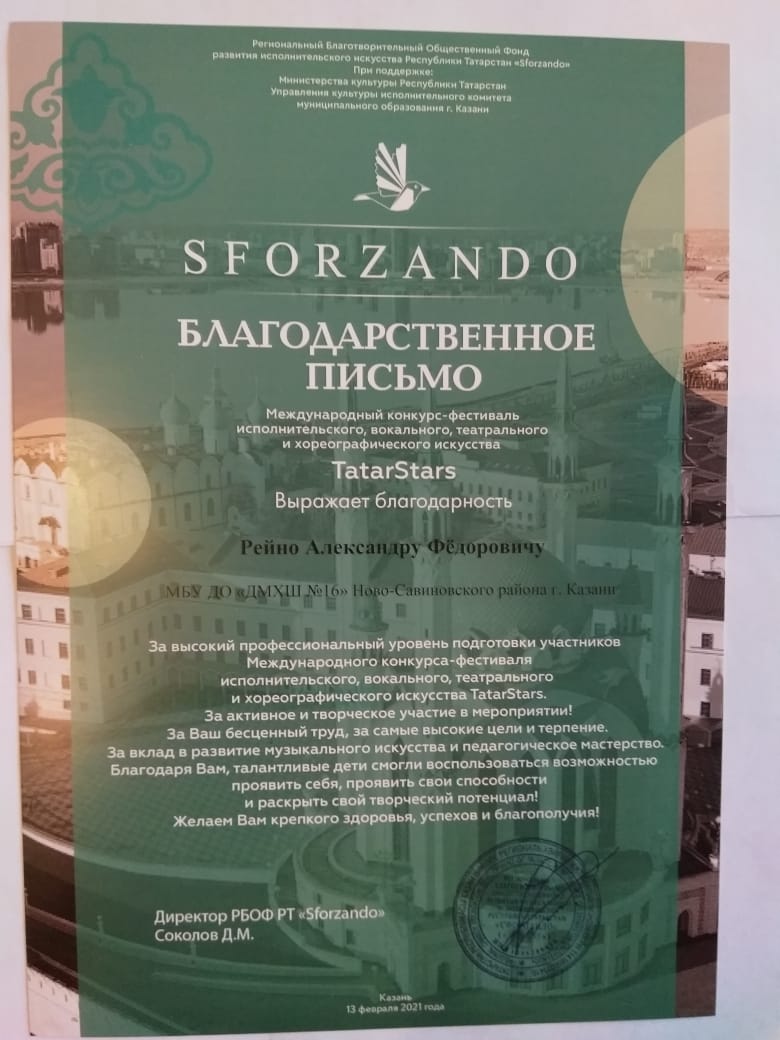 Региональный Благотворительный Общественный Фонд
развития исполнительского искусства Республики Татарстан «Sforzando»
При поддержке:
Министерства культуры Республики Татарстан
Управления культуры исполнительного комитета
муниципального образования г. Казани
SFORZANDO
БЛАГОДАРСТВЕННОЕ
ПИСЬМО
Международный конкурс-фестиваль
исполнительского, вокального, театрального
и хореографического искусства
TatarStars
Выражает благодарность
Рейно Александру Фёдоровичу
МБУ ДО «ДМХШ №16» Ново-Савиновского района г. Казани
За высокий профессиональный уровень подготовки участников
Международного конкурса-фестиваля
исполнительского, вокального, театрального
и хореографического искусства TatarStars.
За активное и творческое участие в мероприятии!
За Ваш бесценный труд, за самые высокие цели и терпение.
За вклад в развитие музыкального искусства и педагогическое мастерство.
Благодаря Вам, талантливые дети смогли воспользоваться возможностью
проявить себя, проявить свои способности
и раскрыть свой творческий потенциал!
Желаем Вам крепкого здоровья, успехов и благополучия!
Директор РБОФ РТ «Sforzando»
Соколов Д.М.
Казань
13 февраля 2021 года